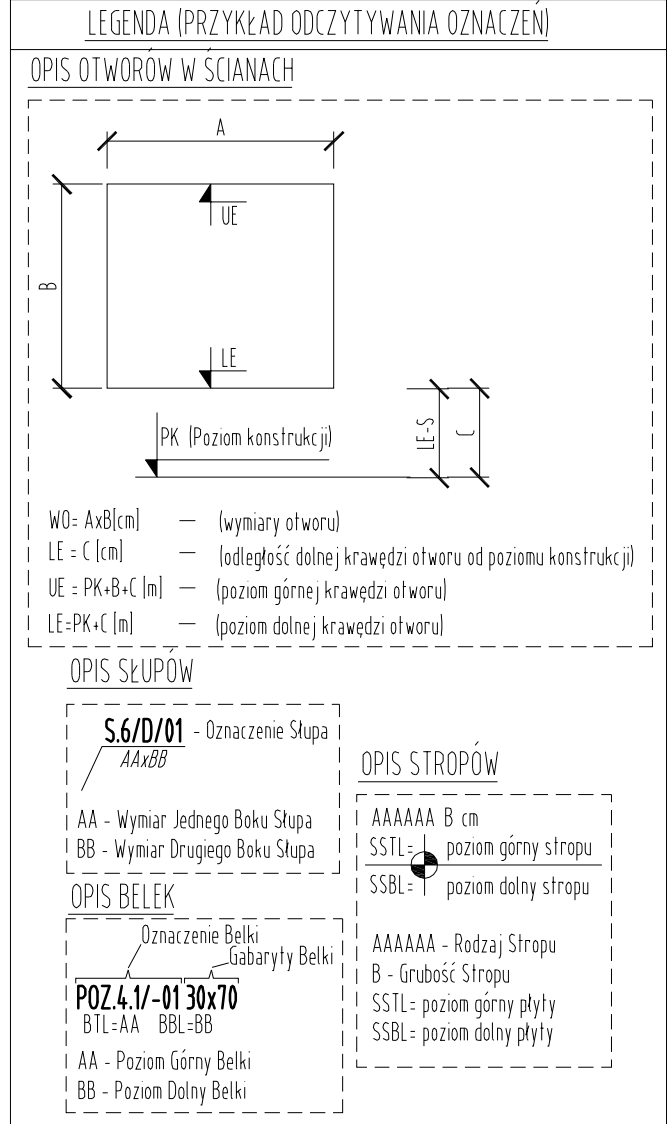 LEGENDA (PRZYKŁAD ODCZYTYWANIA OZNACZEŃ)
OPIS OTWORÓW W ŚCIANACH
A
UE
B
LE
PK (Poziom konstrukcji)
LE-S
C
WO= AxB[cm] — (wymiary otworu)
LE = C [cm] — (odległość dolnej krawędzi otworu od poziomu konstrukcji)
UE = PK+B+C [m] — (poziom górnej krawędzi otworu)
LE=PK+C [m] — (poziom dolnej krawędzi otworu)
OPIS SŁUPÓW
S.6/D/01 - Oznaczenie Słupa
AAxBB
AA - Wymiar Jednego Boku Słupa
BB - Wymiar Drugiego Boku Słupa
OPIS STROPÓW
AAAAAA B cm
SSTL= poziom górny stropu
SSBL= poziom dolny stropu
AAAAAA - Rodzaj Stropu
B - Grubość Stropu
SSTL= poziom górny płyty
SSBL= poziom dolny płyty
OPIS BELEK
Oznaczenie Belki
Gabaryty Belki
POZ.4.1/-01 30x70
BTL=AA BBL=BB
AA - Poziom Górny Belki
BB - Poziom Dolny Belki